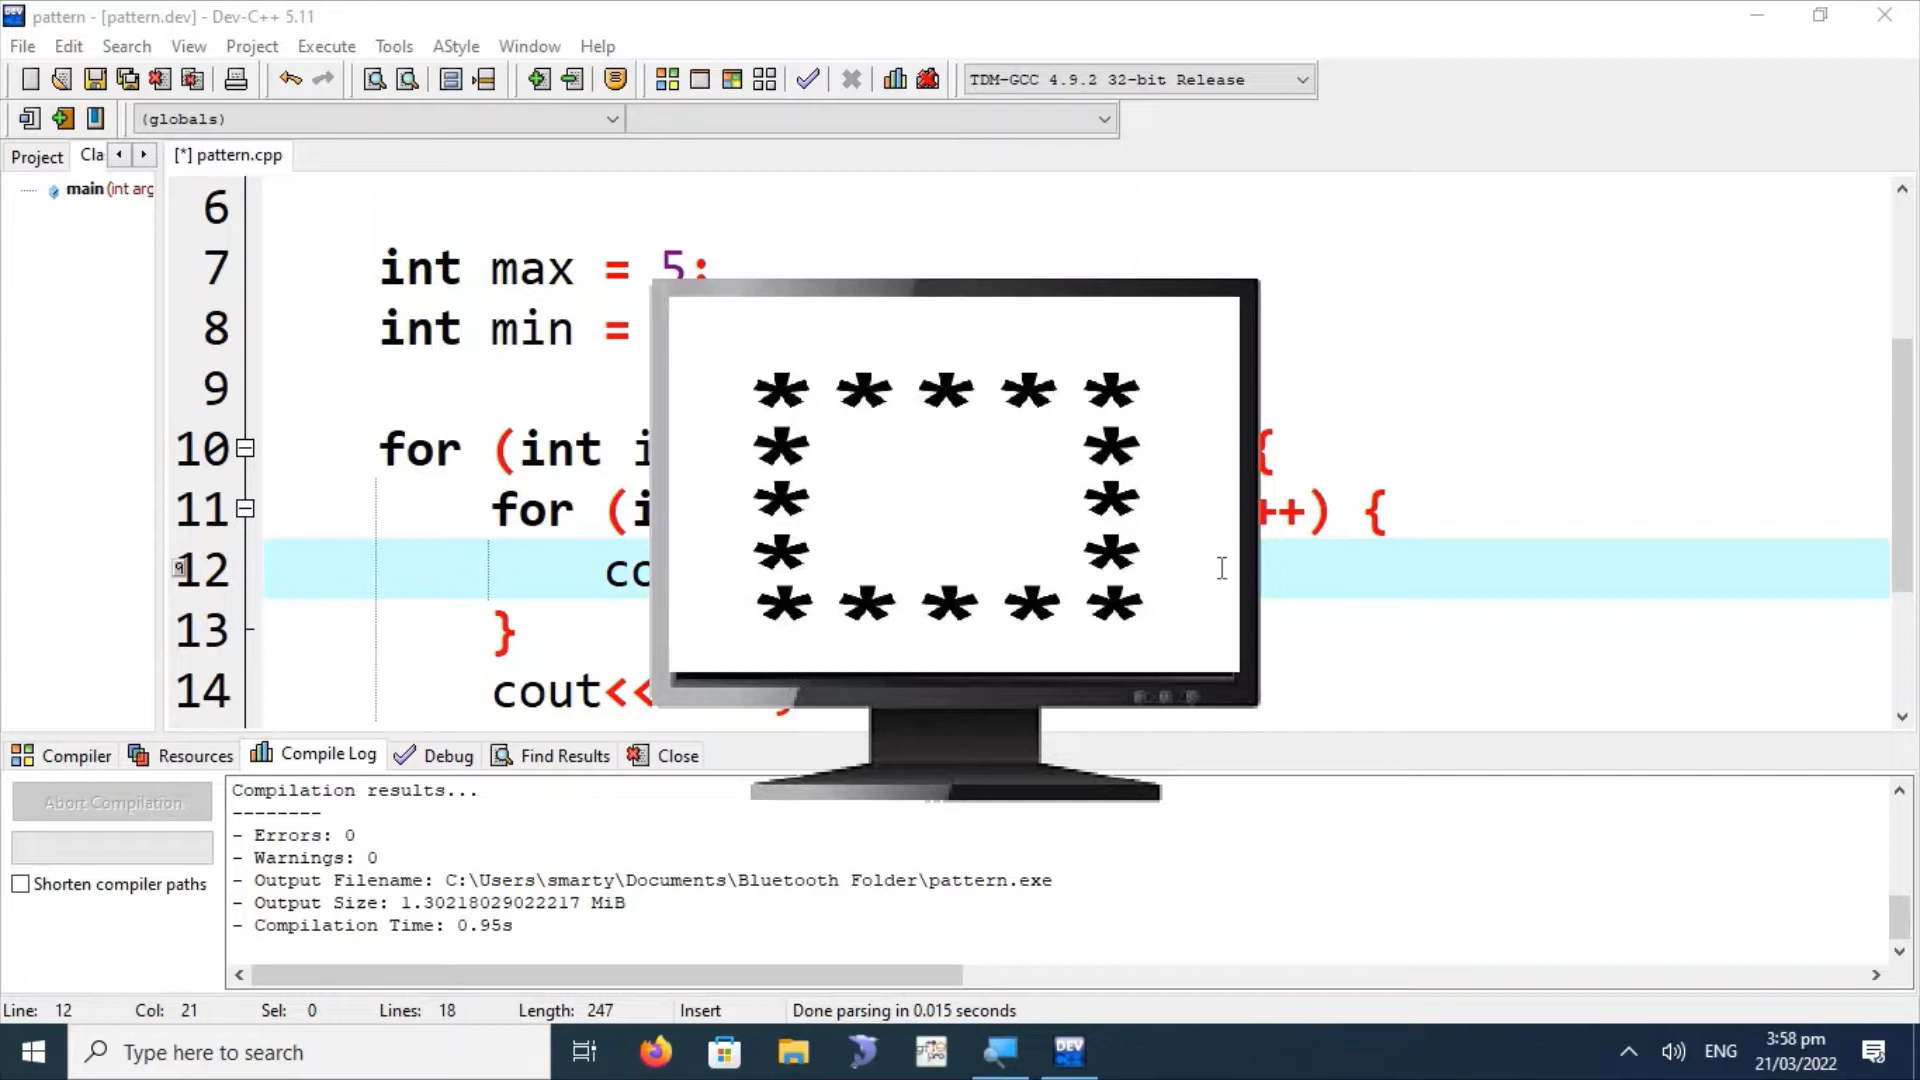 pattern - [pattern.dev] - Dev-C++ 5.11
File Edit Search View Project Execute Tools AStyle Window Help
TDM-GCC 4.9.2 32-bit Release
(globals)
Project Cla [*] pattern.cpp
main (int arg
6
7 int max = 5;
8 int min =
9
10 for (int i {
11 for (i ++) {
12 co
13 }
14 cout<<
* * * * *
* *
* *
* *
* * * * *
Compiler Resources Compile Log Debug Find Results Close
Abort Compilation
Shorten compiler paths
Compilation results...
--------
- Errors: 0
- Warnings: 0
- Output Filename: C:\Users\smarty\Documents\Bluetooth Folder\pattern.exe
- Output Size: 1.30218029022217 MiB
- Compilation Time: 0.95s
Line: 12 Col: 21 Sel: 0 Lines: 18 Length: 247 Insert Done parsing in 0.015 seconds
Type here to search
DEV
ENG
3:58 pm
21/03/2022